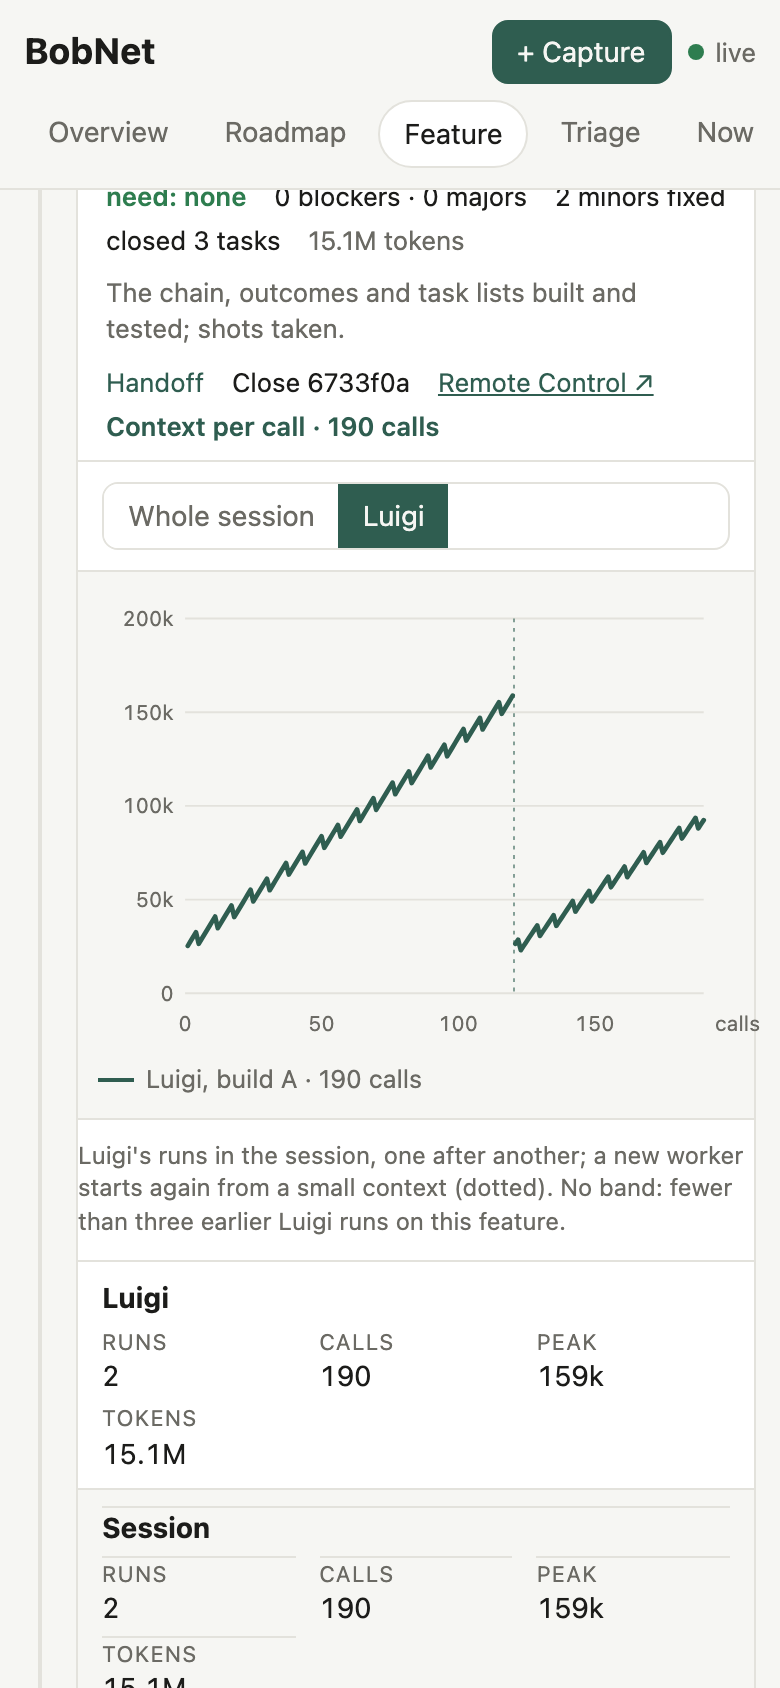 BobNet
+ Capture
live
Overview Roadmap Feature Triage Now
need: none 0 blockers · 0 majors 2 minors fixed
closed 3 tasks 15.1M tokens
The chain, outcomes and task lists built and
tested; shots taken.
Handoff Close 6733f0a Remote Control ↗
Context per call · 190 calls
Whole session Luigi
200k
150k
100k
50k
0
0 50 100 150 calls
Luigi, build A · 190 calls
Luigi's runs in the session, one after another; a new worker
starts again from a small context (dotted). No band: fewer
than three earlier Luigi runs on this feature.
Luigi
RUNS CALLS PEAK
2 190 159k
TOKENS
15.1M
Session
RUNS CALLS PEAK
2 190 159k
TOKENS
15.1M